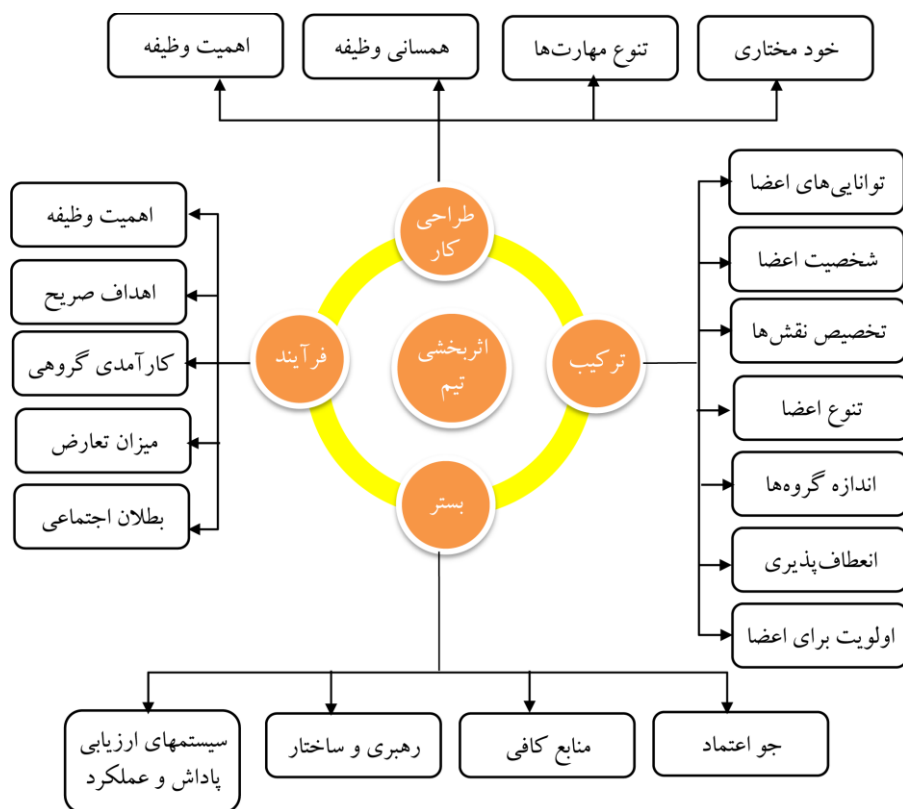 خود مختاری
تنوع مهارت‌ها
همسانی وظیفه
اهمیت وظیفه
طراحی
کار
توانایی‌های اعضا
شخصیت اعضا
تخصیص نقش‌ها
تنوع اعضا
اندازه گروه‌ها
انعطاف‌پذیری
اولویت برای اعضا
ترکیب
اثربخشی
تیم
فرآیند
اهمیت وظیفه
اهداف صریح
کارآمدی گروهی
میزان تعارض
بطلان اجتماعی
بستر
جو اعتماد
منابع کافی
رهبری و ساختار
سیستمهای ارزیابی
پاداش و عملکرد